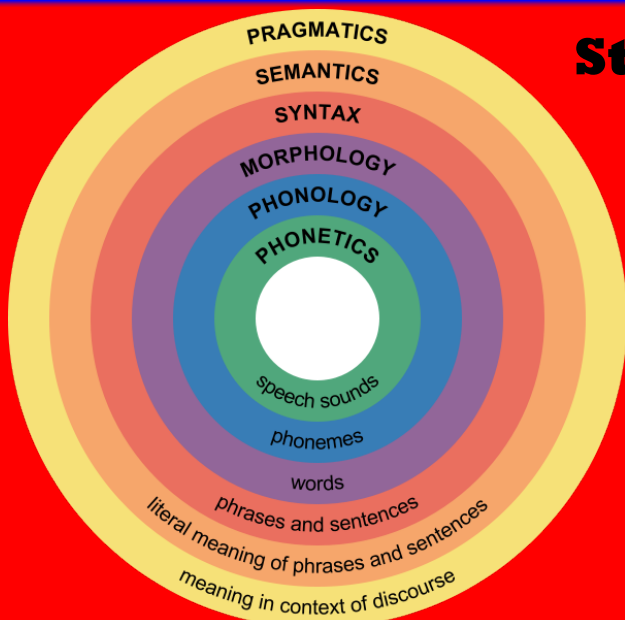 PRAGMATICS
St
SEMANTICS
SYNTAX
MORPHOLOGY
PHONOLOGY
PHONETICS
speech sounds
phonemes
words
phrases and sentences
literal meaning of phrases and sentences
meaning in context of discourse